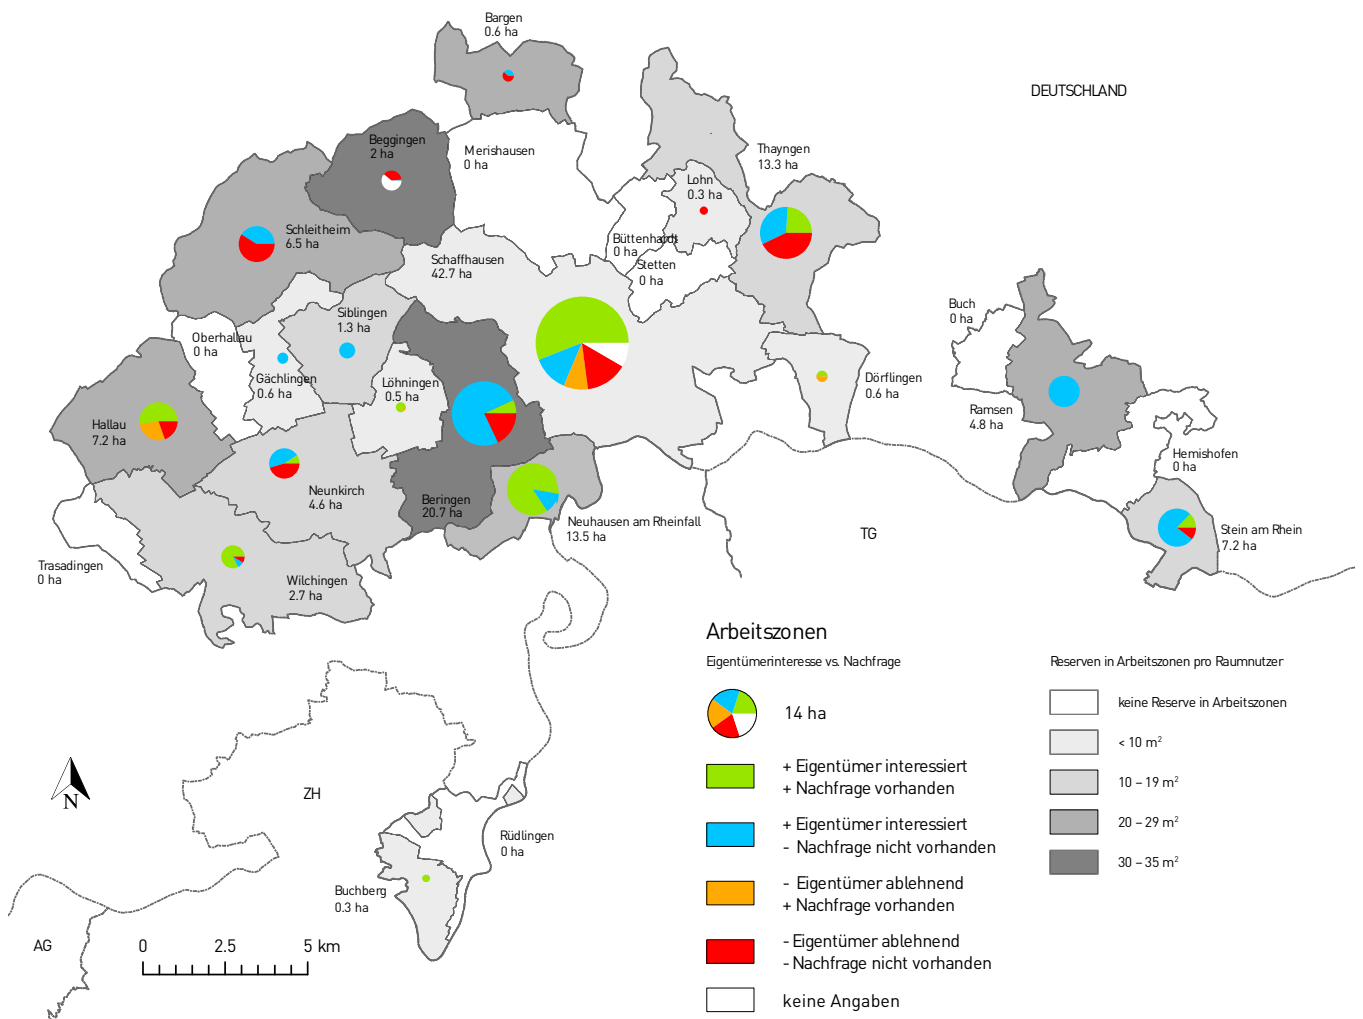 Bargen
0.6 ha
DEUTSCHLAND
Beggingen
2 ha
Merishausen
0 ha
Thayngen
13.3 ha
Lohn
0.3 ha
Schleitheim
6.5 ha
Büttenhardt
0 ha
Schaffhausen
42.7 ha
Stetten
0 ha
Buch
0 ha
Siblingen
1.3 ha
Oberhallau
0 ha
Gächlingen
0.6 ha
Löhningen
0.5 ha
Dörflingen
0.6 ha
Ramsen
4.8 ha
Hallau
7.2 ha
Hemishofen
0 ha
Neunkirch
4.6 ha
Beringen
20.7 ha
Neuhausen am Rheinfall
13.5 ha
TG
Stein am Rhein
7.2 ha
Trasadingen
0 ha
Wilchingen
2.7 ha
Arbeitszonen
Eigentümerinteresse vs. Nachfrage
14 ha
+ Eigentümer interessiert
+ Nachfrage vorhanden
+ Eigentümer interessiert
- Nachfrage nicht vorhanden
- Eigentümer ablehnend
+ Nachfrage vorhanden
- Eigentümer ablehnend
- Nachfrage nicht vorhanden
keine Angaben
Reserven in Arbeitszonen pro Raumnutzer
keine Reserve in Arbeitszonen
< 10 m²
10 – 19 m²
20 – 29 m²
30 – 35 m²
N
ZH
Rüdlingen
0 ha
Buchberg
0.3 ha
AG
0 2.5 5 km